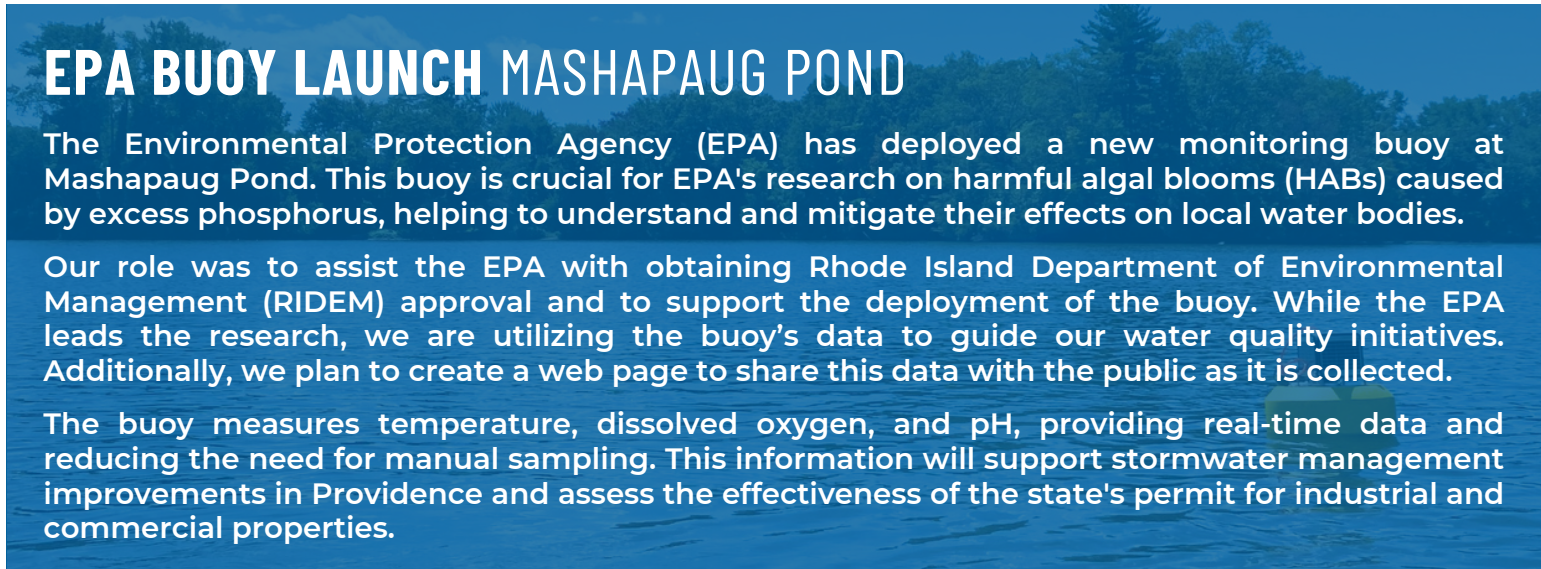 EPA BUOY LAUNCH MASHAPAUG POND
The Environmental Protection Agency (EPA) has deployed a new monitoring buoy at
Mashapaug Pond. This buoy is crucial for EPA's research on harmful algal blooms (HABs) caused
by excess phosphorus, helping to understand and mitigate their effects on local water bodies.
Our role was to assist the EPA with obtaining Rhode Island Department of Environmental
Management (RIDEM) approval and to support the deployment of the buoy. While the EPA
leads the research, we are utilizing the buoy’s data to guide our water quality initiatives.
Additionally, we plan to create a web page to share this data with the public as it is collected.
The buoy measures temperature, dissolved oxygen, and pH, providing real-time data and
reducing the need for manual sampling. This information will support stormwater management
improvements in Providence and assess the effectiveness of the state's permit for industrial and
commercial properties.